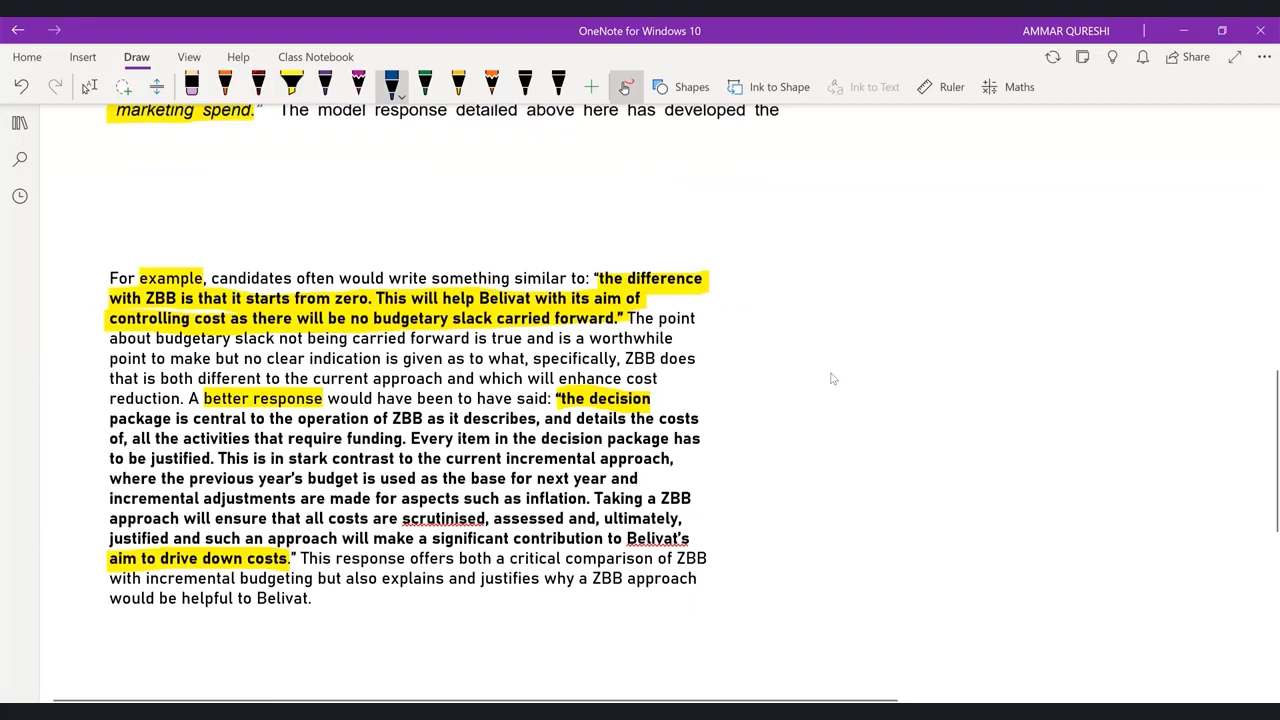 OneNote for Windows 10
AMMAR QURESHI
Home Insert Draw View Help Class Notebook
Share
Shapes Ink to Shape Ink to Text Ruler Maths
marketing spend.” The model response detailed above here has developed the
For example, candidates often would write something similar to: “the difference
with ZBB is that it starts from zero. This will help Belivat with its aim of
controlling cost as there will be no budgetary slack carried forward.” The point
about budgetary slack not being carried forward is true and is a worthwhile
point to make but no clear indication is given as to what, specifically, ZBB does
that is both different to the current approach and which will enhance cost
reduction. A better response would have been to have said: “the decision
package is central to the operation of ZBB as it describes, and details the costs
of, all the activities that require funding. Every item in the decision package has
to be justified. This is in stark contrast to the current incremental approach,
where the previous year’s budget is used as the base for next year and
incremental adjustments are made for aspects such as inflation. Taking a ZBB
approach will ensure that all costs are scrutinised, assessed and, ultimately,
justified and such an approach will make a significant contribution to Belivat’s
aim to drive down costs.” This response offers both a critical comparison of ZBB
with incremental budgeting but also explains and justifies why a ZBB approach
would be helpful to Belivat.